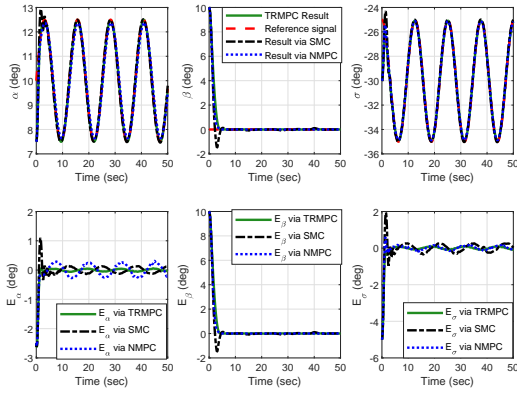 13
12
11
10
9
8
7
α (deg)
0 10 20 30 40 50
Time (sec)
10
8
6
4
2
0
-2
β (deg)
TRMPC Result
Reference signal
Result via SMC
Result via NMPC
0 10 20 30 40 50
Time (sec)
-24
-26
-28
-30
-32
-34
-36
σ (deg)
0 10 20 30 40 50
Time (sec)
2
1
0
-1
-2
-3
E_α (deg)
E_α via TRMPC
E_α via SMC
E_α via NMPC
0 10 20 30 40 50
Time (sec)
10
8
6
4
2
0
-2
E_β (deg)
E_β via TRMPC
E_β via SMC
E_β via NMPC
0 10 20 30 40 50
Time (sec)
2
0
-2
-4
-6
E_σ (deg)
E_σ via TRMPC
E_σ via SMC
E_σ via NMPC
0 10 20 30 40 50
Time (sec)